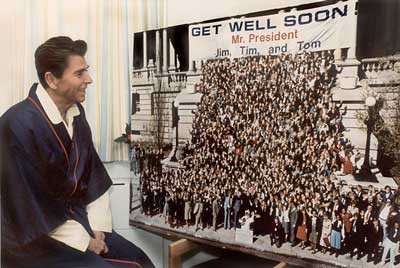 GET WELL SOON
Mr. President
Jim, Tim, and Tom